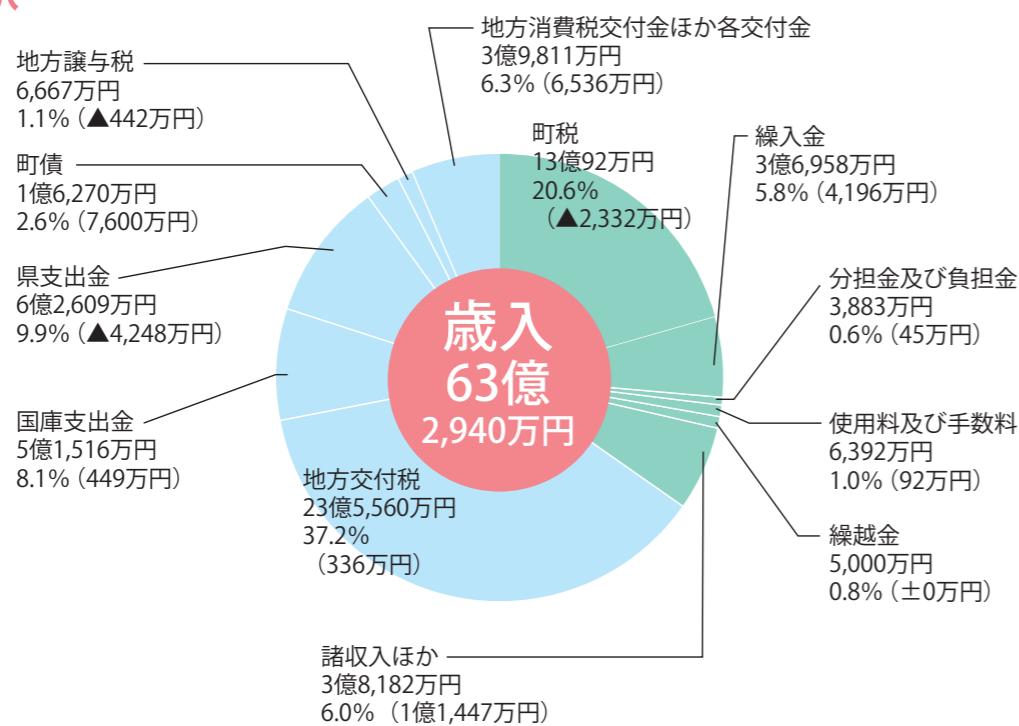 地方消費税交付金ほか各交付金
3億9,811万円
6.3%（6,536万円）
町税
13億92万円
20.6%
（▲2,332万円）
繰入金
3億6,958万円
5.8%（4,196万円）
分担金及び負担金
3,883万円
0.6%（45万円）
使用料及び手数料
6,392万円
1.0%（92万円）
繰越金
5,000万円
0.8%（±0万円）
諸収入ほか
3億8,182万円
6.0%（1億1,447万円）
地方交付税
23億5,560万円
37.2%
（336万円）
国庫支出金
5億1,516万円
8.1%（449万円）
県支出金
6億2,609万円
9.9%（▲4,248万円）
町債
1億6,270万円
2.6%（7,600万円）
地方譲与税
6,667万円
1.1%（▲442万円）
歳入
63億
2,940万円